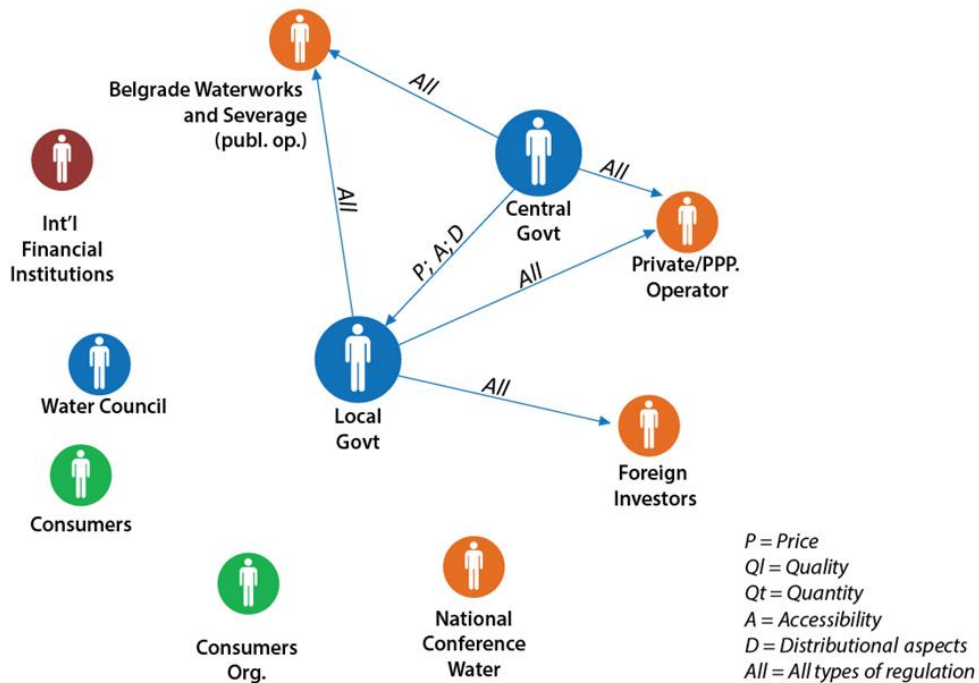 All
Belgrade Waterworks
and Severage
(publ. op.)
All
All
Central
Govt
Int'l
Financial
Institutions
P; A; D
All
Private/PPP.
Operator
Water Council
Local
Govt
All
Foreign
Investors
Consumers
Consumers
Org.
National
Conference
Water
P = Price
Ql = Quality
Qt = Quantity
A = Accessibility
D = Distributional aspects
All = All types of regulation